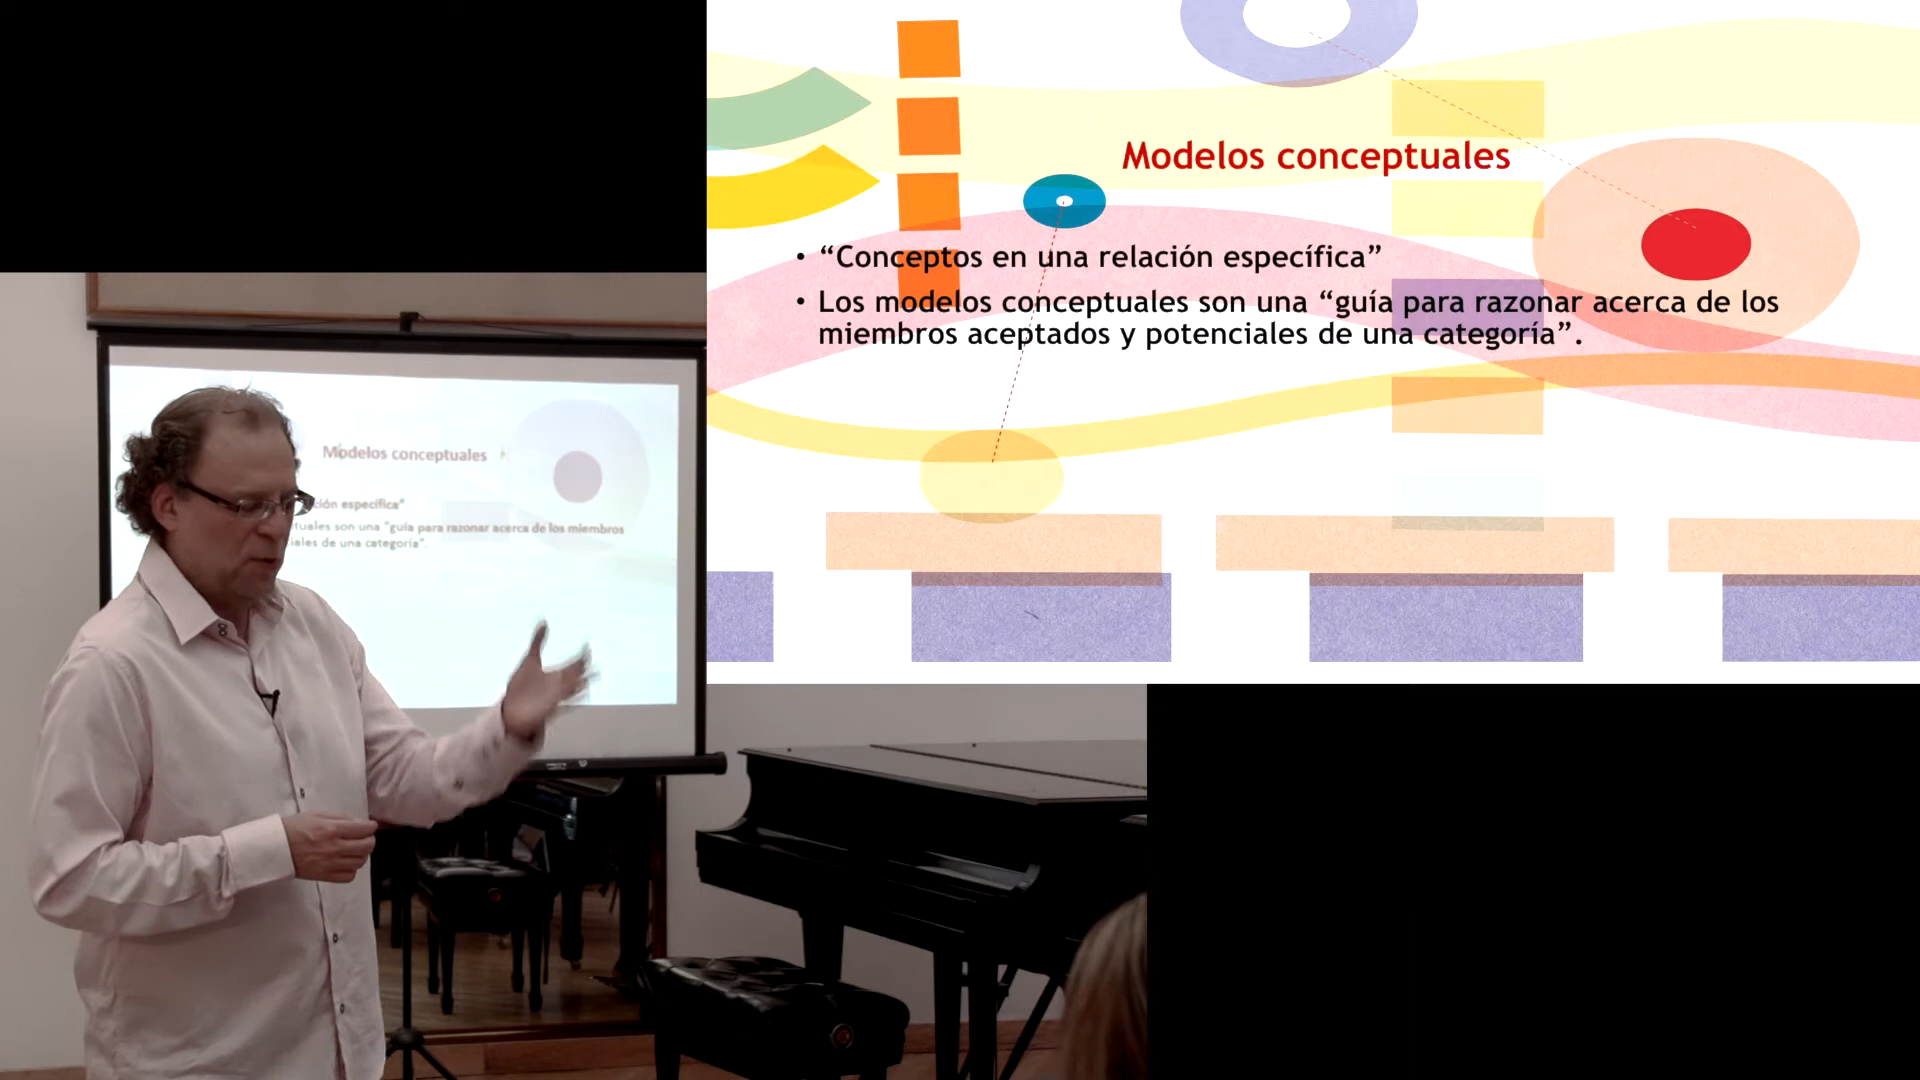 Modelos conceptuales
• “Conceptos en una relación específica”
• Los modelos conceptuales son una “guía para razonar acerca de los
miembros aceptados y potenciales de una categoría”.
Modelos conceptuales
ción específica”
tuales son una “guía para razonar acerca de los miembros
iales de una categoría”.